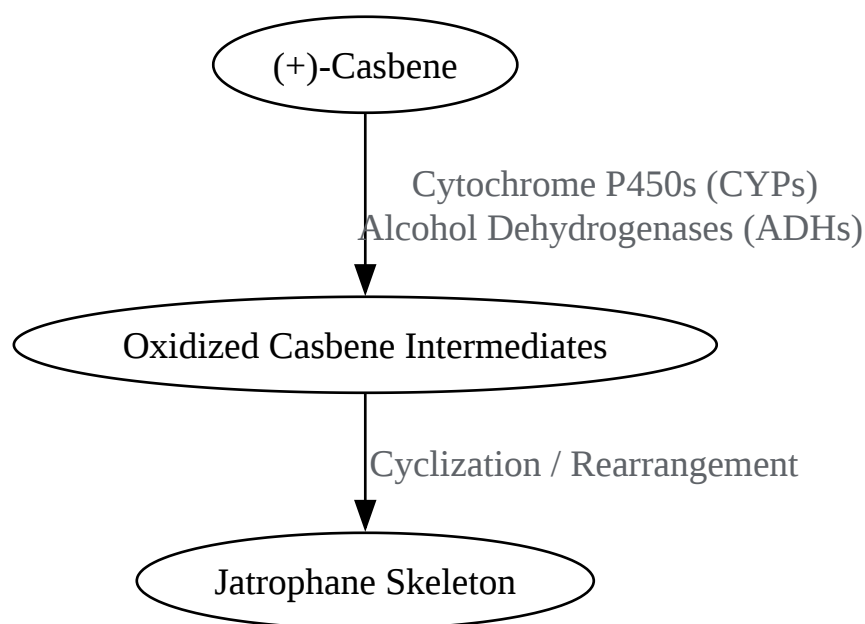 (+)-Casbene
Cytochrome P450s (CYPs)
Alcohol Dehydrogenases (ADHs)
Oxidized Casbene Intermediates
Cyclization / Rearrangement
Jatrophane Skeleton